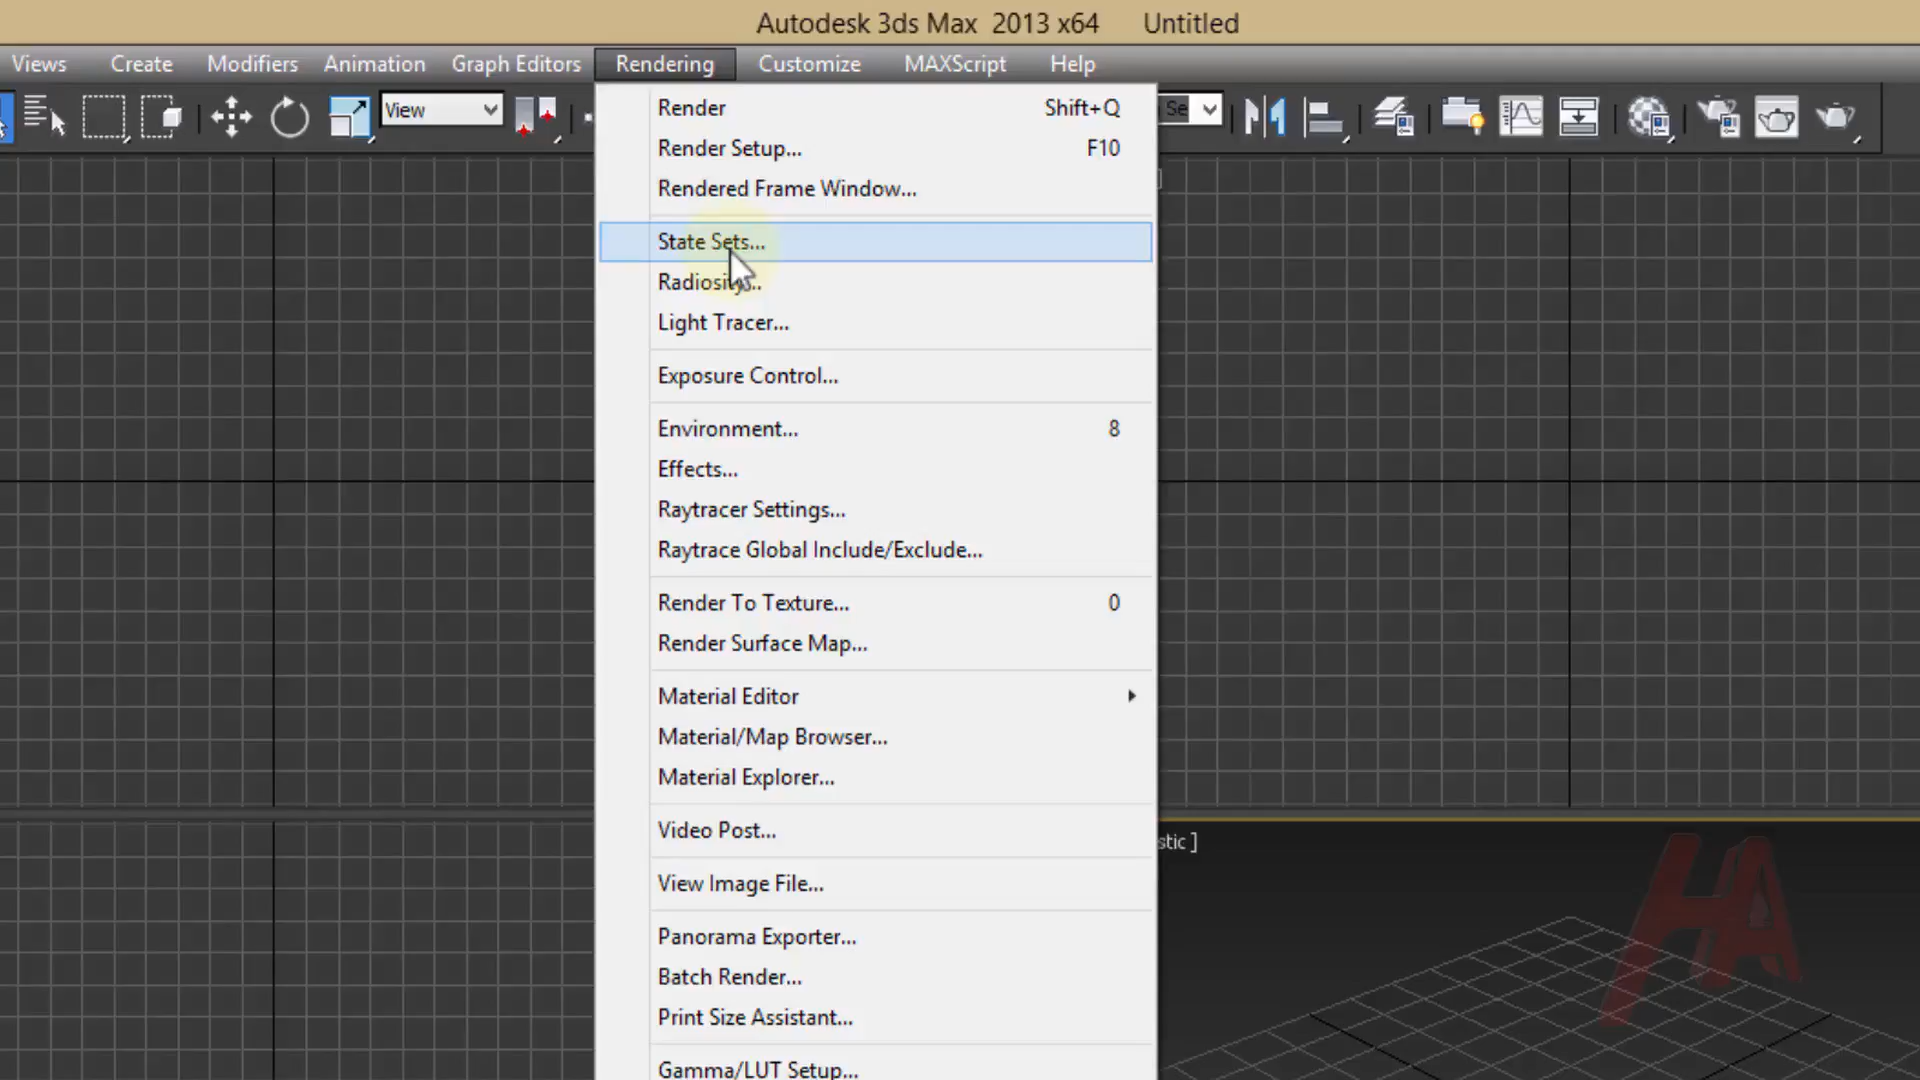 Autodesk 3ds Max 2013 x64 Untitled
Views Create Modifiers Animation Graph Editors Rendering Customize MAXScript Help
View
Se
Render Shift+Q
Render Setup... F10
Rendered Frame Window...
State Sets...
Radiosity...
Light Tracer...
Exposure Control...
Environment... 8
Effects...
Raytracer Settings...
Raytrace Global Include/Exclude...
Render To Texture... 0
Render Surface Map...
Material Editor
Material/Map Browser...
Material Explorer...
Video Post...
stic ]
View Image File...
Panorama Exporter...
Batch Render...
Print Size Assistant...
Gamma/LUT Setup...
HA